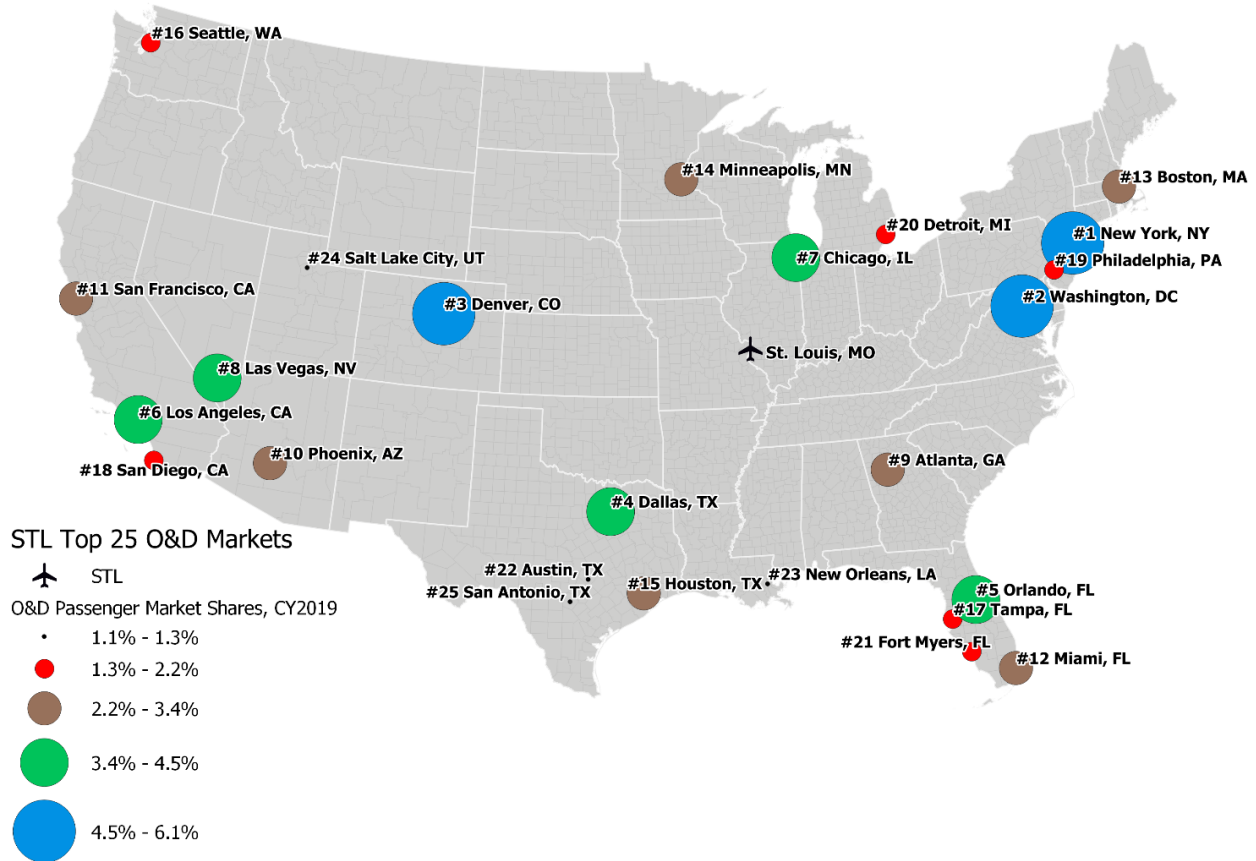 #16 Seattle, WA
#14 Minneapolis, MN
#13 Boston, MA
#20 Detroit, MI
#1 New York, NY
#24 Salt Lake City, UT
#7 Chicago, IL
#19 Philadelphia, PA
#11 San Francisco, CA
#3 Denver, CO
#2 Washington, DC
St. Louis, MO
#8 Las Vegas, NV
#6 Los Angeles, CA
#10 Phoenix, AZ
#9 Atlanta, GA
#18 San Diego, CA
#4 Dallas, TX
#22 Austin, TX
#15 Houston, TX
#23 New Orleans, LA
#25 San Antonio, TX
#5 Orlando, FL
#17 Tampa, FL
#21 Fort Myers, FL
#12 Miami, FL
STL Top 25 O&D Markets
STL
O&D Passenger Market Shares, CY2019
1.1% - 1.3%
1.3% - 2.2%
2.2% - 3.4%
3.4% - 4.5%
4.5% - 6.1%